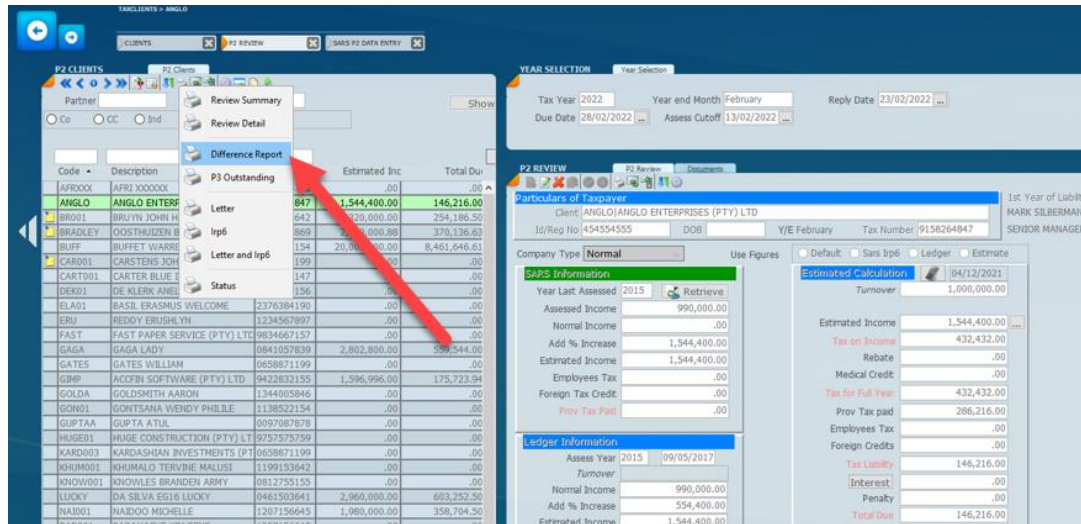 TAXCLIENTS > ANGLO
CLIENTS
P2 REVIEW
SARS P2 DATA ENTRY
P2 CLIENTS
P2 Clients
Partner
Show
Co CC Ind
Code Description Estimated Inc Total Du
Review Summary
Review Detail
Difference Report
P3 Outstanding
Letter
Irp6
Letter and Irp6
Status
AFRXXX AFRI XXXXXX .00 .00
ANGLO ANGLO ENTERP 847 1,544,400.00 146,216.00
BR001 BRUYN JOHN H 642 320,000.00 254,186.50
BRADLEY OOSTHUIZEN B 869 370,136.63
BUFF BUFFET WARRE 154 8,461,646.61
CAR001 CARSTENS JOH 199 .00
CART001 CARTER BLUE 147 .00
DEK01 DE KLERK ANEL 156 .00 .00
ELA01 BASIL ERASMUS WELCOME 2376384190 .00 .00
ERU REDDY ERUSHLYN 1234567897 .00 .00
FAST FAST PAPER SERVICE (PTY) LTD 9834667157 .00 .00
GAGA GAGA LADY 0841057839 2,802,800.00 559,544.00
GATES GATES WILLIAM 0658871199 .00 .00
GIMP ACCFIN SOFTWARE (PTY) LTD 9422832155 1,596,996.00 175,723.94
GOLDA GOLDSMITH AARON 1344005846 .00 .00
GON01 GONTSANA WENDY PHILILE 1138522154 .00 .00
GUPTAA GUPTA ATUL 0097087878 .00 .00
HUGE01 HUGE CONSTRUCTION (PTY) LT 9757575759 .00 .00
KARD003 KARDASHIAN INVESTMENTS (PT 0658871199 .00 .00
KHUM001 KHUMALO TERVINE MALUSI 1199153642 .00 .00
KNOW001 KNOWLES BRANDEN ARMY 0812755155 .00 .00
LUCKY DA SILVA EG16 LUCKY 0461503641 2,960,000.00 603,252.50
NAI001 NAIDOO MICHELLE 1207156645 1,980,000.00 358,704.50
YEAR SELECTION
Year Selection
Tax Year 2022 Year end Month February Reply Date 23/02/2022 ...
Due Date 28/02/2022 ... Assess Cutoff 13/02/2022 ...
P2 REVIEW
P2 Review
Documents
Particulars of Taxpayer
1st Year of Liabil
Client ANGLO|ANGLO ENTERPRISES (PTY) LTD
MARK SILBERMAN
Id/Reg No 454554555 DOB Y/E February Tax Number 9158264847
SENIOR MANAGER
Company Type Normal Use Figures Default Sars Irp6 Ledger Estimate
SARS Information
Year Last Assessed 2015 Retrieve
Assessed Income 990,000.00
Normal Income .00
Add % Increase 1,544,400.00
Estimated Income 1,544,400.00
Employees Tax .00
Foreign Tax Credit .00
Prov Tax Paid .00
Ledger Information
Assess Year 2015 09/05/2017
Turnover
Normal Income 990,000.00
Add % Increase 554,400.00
Estimated Income 1,544,400.00
Estimated Calculation 04/12/2021
Turnover 1,000,000.00
Estimated Income 1,544,400.00 ...
Tax on Income 432,432.00
Rebate .00
Medical Credit .00
Tax for Full Year 432,432.00
Prov Tax paid 286,216.00
Employees Tax .00
Foreign Credits .00
Tax Liablity 146,216.00
Interest .00
Penalty .00
Total Due 146,216.00